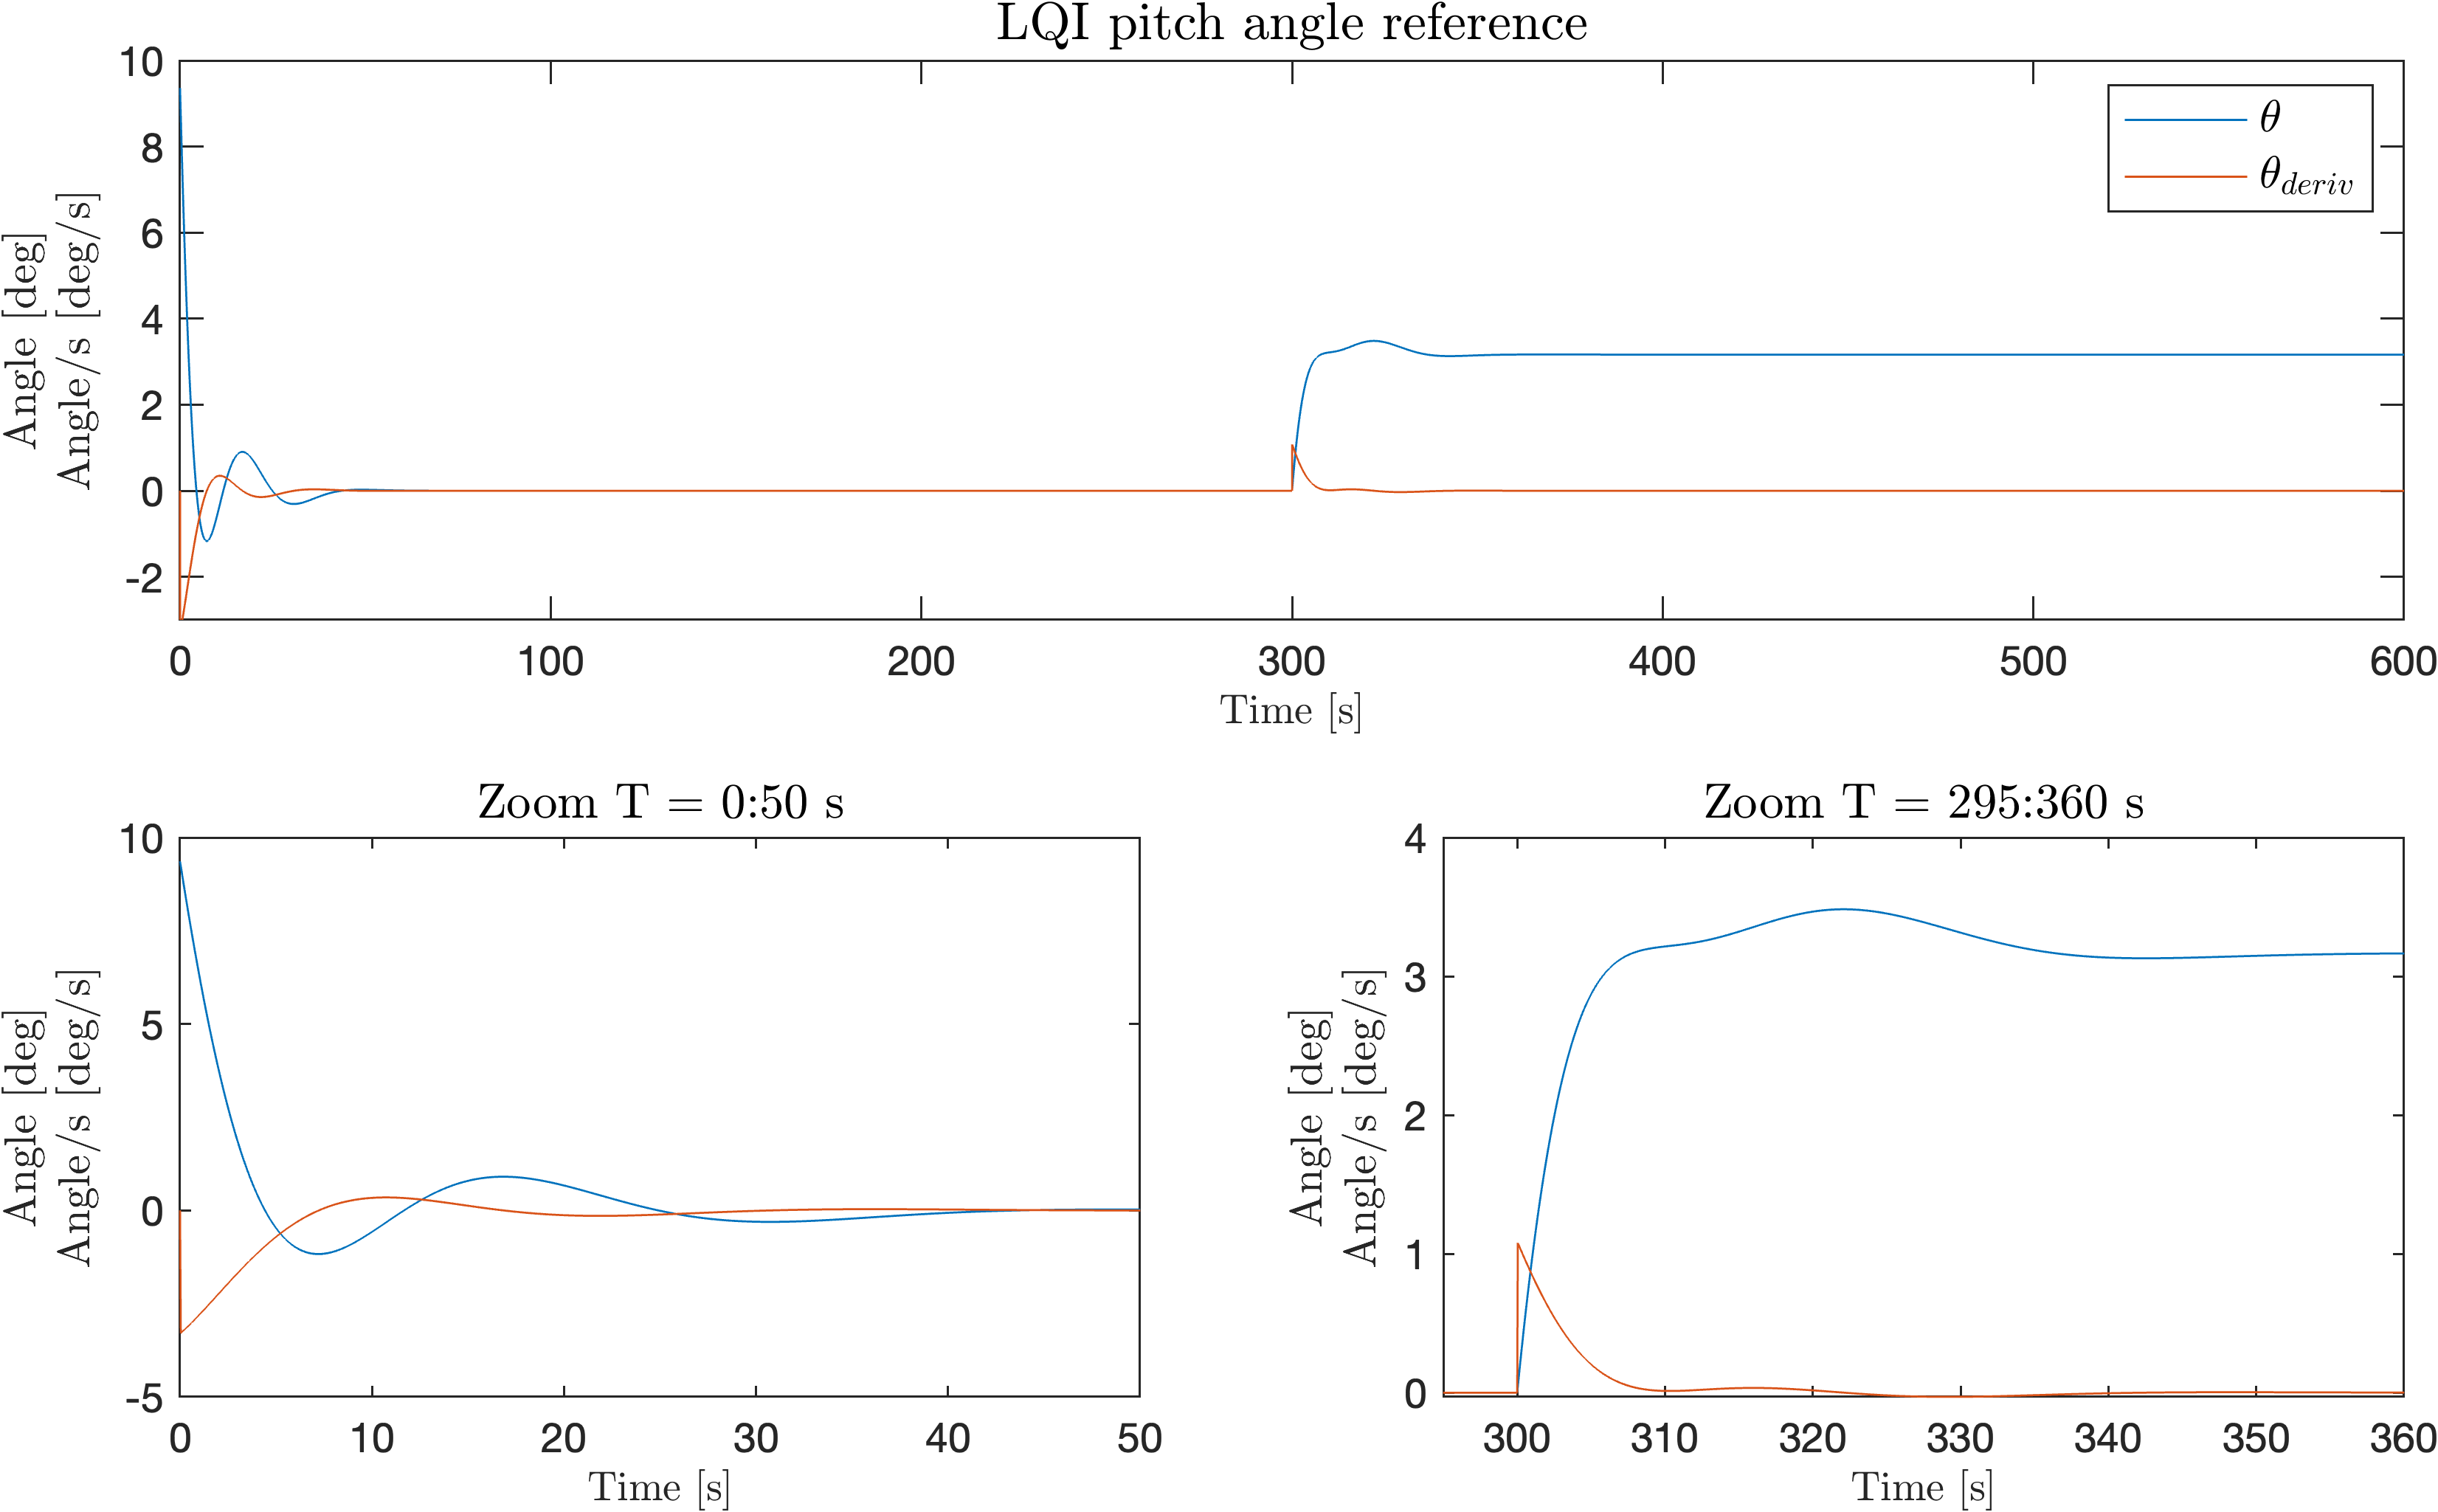 LQI pitch angle reference
10
8
6
4
2
0
-2
Angle [deg]
Angle/s [deg/s]
θ
θ_deriv
0 100 200 300 400 500 600
Time [s]
Zoom T = 0:50 s
10
5
0
-5
Angle [deg]
Angle/s [deg/s]
0 10 20 30 40 50
Time [s]
Zoom T = 295:360 s
4
3
2
1
0
Angle [deg]
Angle/s [deg/s]
300 310 320 330 340 350 360
Time [s]